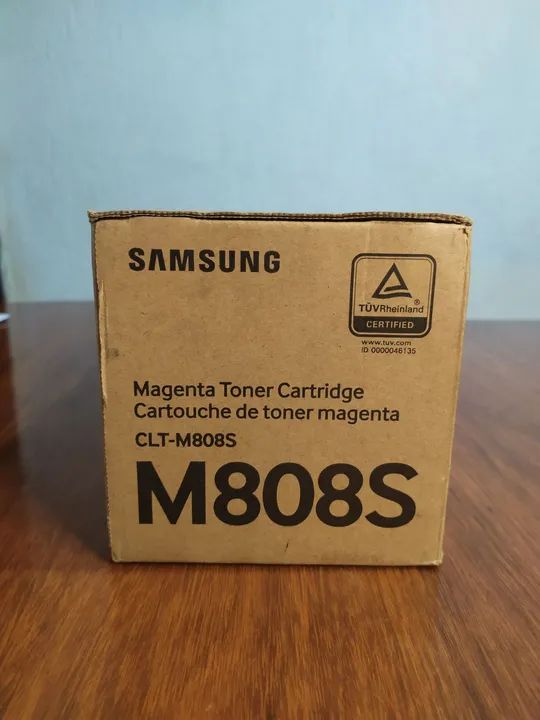 SAMSUNG
TÜVRheinland®
CERTIFIED
www.tuv.com
ID 0000046135
Magenta Toner Cartridge
Cartouche de toner magenta
CLT-M808S
M808S